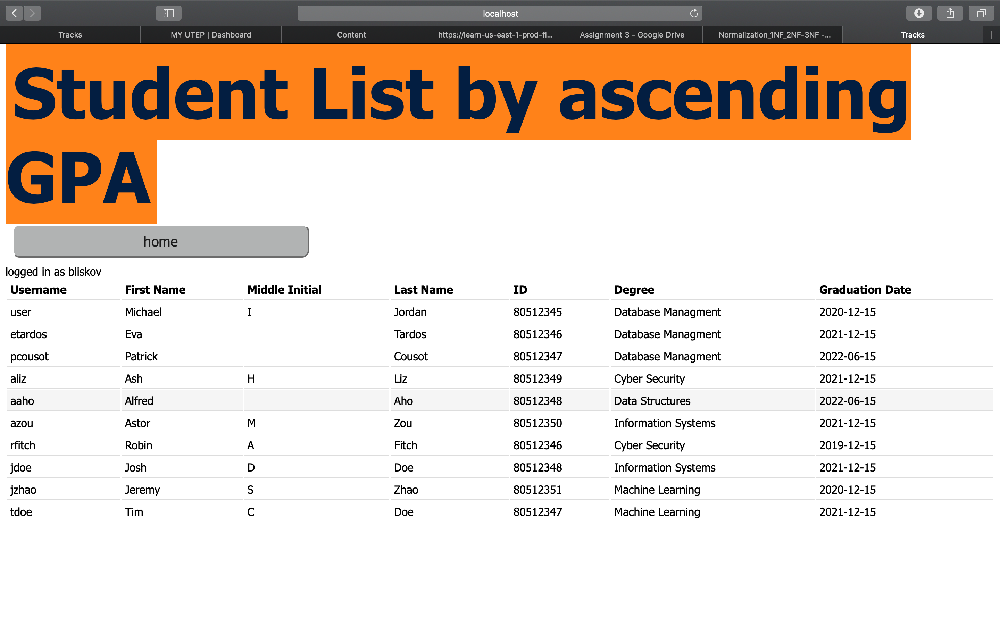 localhost
Tracks MY UTEP | Dashboard Content https://learn-us-east-1-prod-fl... Assignment 3 - Google Drive Normalization_1NF_2NF-3NF -... Tracks
Student List by ascending
GPA
home
logged in as bliskov
Username First Name Middle Initial Last Name ID Degree Graduation Date
user Michael I Jordan 80512345 Database Managment 2020-12-15
etardos Eva Tardos 80512346 Database Managment 2021-12-15
pcousot Patrick Cousot 80512347 Database Managment 2022-06-15
aliz Ash H Liz 80512349 Cyber Security 2021-12-15
aaho Alfred Aho 80512348 Data Structures 2022-06-15
azou Astor M Zou 80512350 Information Systems 2021-12-15
rfitch Robin A Fitch 80512346 Cyber Security 2019-12-15
jdoe Josh D Doe 80512348 Information Systems 2021-12-15
jzhao Jeremy S Zhao 80512351 Machine Learning 2020-12-15
tdoe Tim C Doe 80512347 Machine Learning 2021-12-15